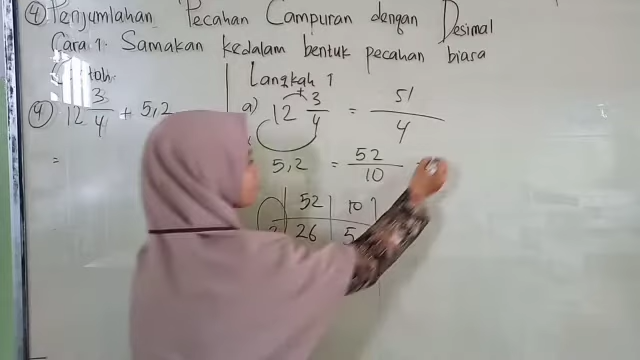 ④ Penjumlahan Pecahan Campuran dengan Desimal
Cara 1. Samakan kedalam bentuk pecahan biasa
Langkah 1
④ 12 3/4 + 5,2
=
a) 12 3/4 = 51/4
5,2 = 52/10 =
52 | 10
26 | 5